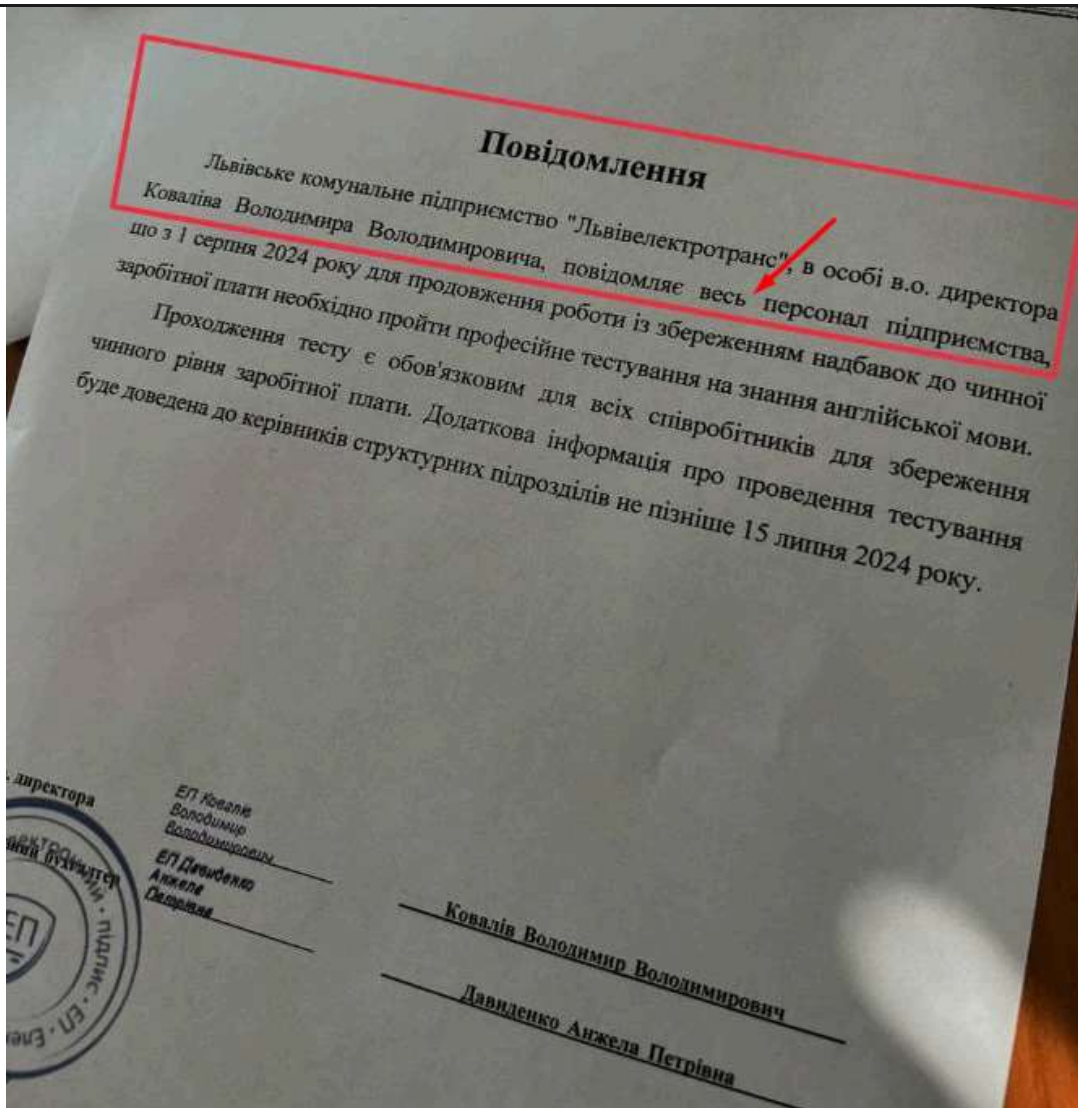 Повідомлення
Львівське комунальне підприємство "Львівелектротранс", в особі в.о. директора
Коваліва Володимира Володимировича, повідомляє весь персонал підприємства,
що з 1 серпня 2024 року для продовження роботи із збереженням надбавок до чинної
заробітної плати необхідно пройти професійне тестування на знання англійської мови.
Проходження тесту є обов'язковим для всіх співробітників для збереження
чинного рівня заробітної плати. Додаткова інформація про проведення тестування
буде доведена до керівників структурних підрозділів не пізніше 15 липня 2024 року.
директора
ЕП Ковалів
Володимир
Володимирович
бухгалтер
ЕП Давиденко
Анжела
Ковалів Володимир Володимирович
Давиденко Анжела Петрівна
ЕП
підпис · ЕП ·